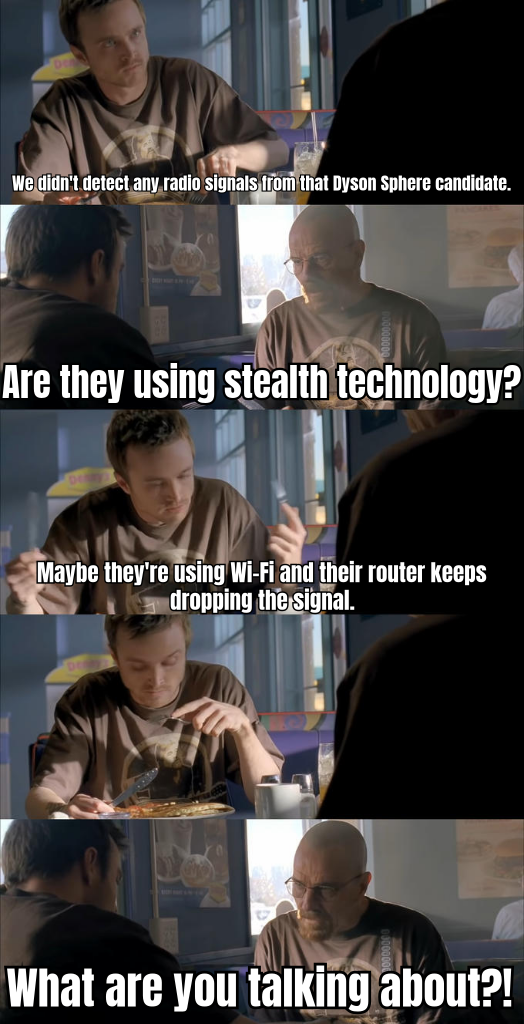 We didn't detect any radio signals from that Dyson Sphere candidate.
Are they using stealth technology?
Maybe they're using Wi-Fi and their router keeps
dropping the signal.
What are you talking about?!